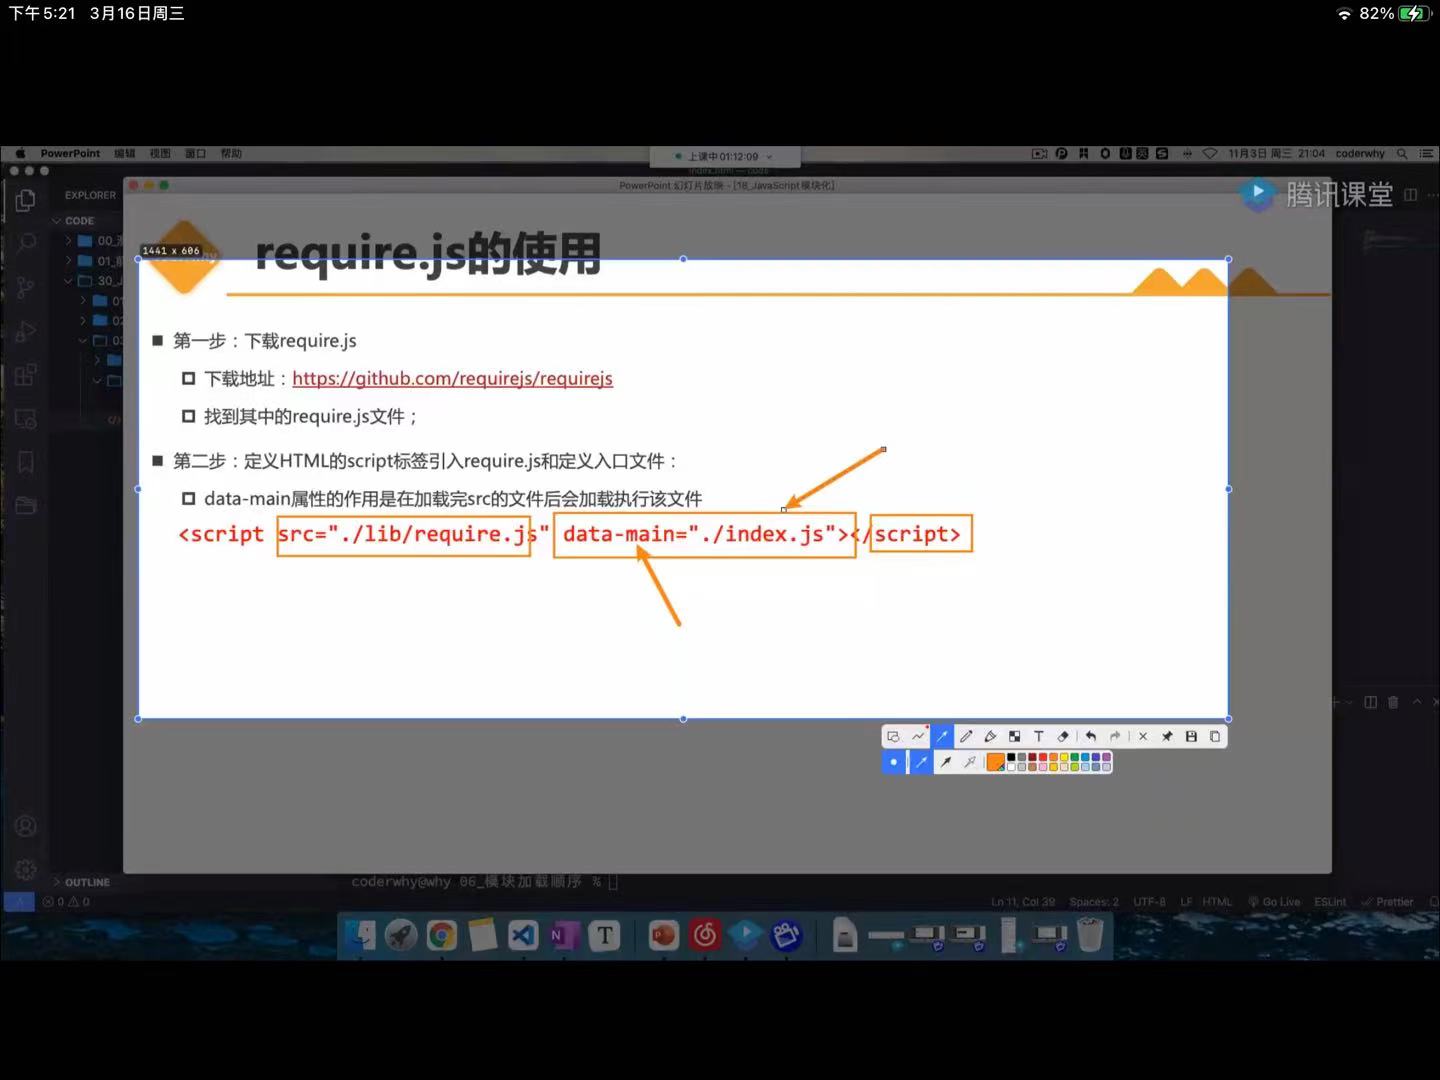 下午5:21 3月16日周三
82%
PowerPoint 编辑 视图 窗口 帮助
上课中01:12:09
11月3日 周三 21:04 coderwhy
index.html — code
EXPLORER
PowerPoint 幻灯片放映 - [18_JavaScript模块化]
腾讯课堂
CODE
1441 x 606
require.js的使用
第一步：下载require.js
下载地址：https://github.com/requirejs/requirejs
找到其中的require.js文件；
第二步：定义HTML的script标签引入require.js和定义入口文件：
data-main属性的作用是在加载完src的文件后会加载执行该文件
<script src="./lib/require.js" data-main="./index.js"></script>
OUTLINE
coderwhy@why 06_模块加载顺序 %
0 0
Ln 11, Col 39 Spaces: 2 UTF-8 LF HTML Go Live ESLint Prettier